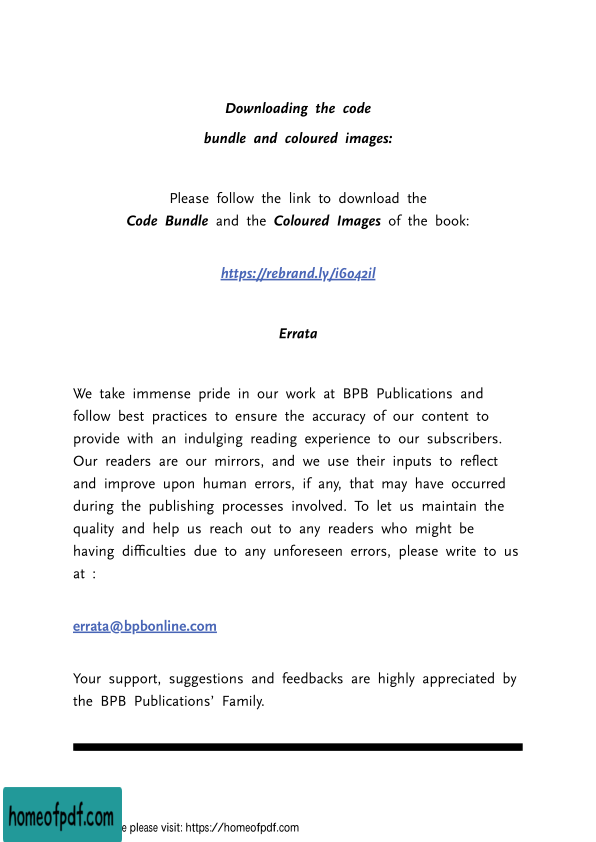 Downloading the code
bundle and coloured images:
Please follow the link to download the
Code Bundle and the Coloured Images of the book:
https://rebrand.ly/i6042il
Errata
We take immense pride in our work at BPB Publications and
follow best practices to ensure the accuracy of our content to
provide with an indulging reading experience to our subscribers.
Our readers are our mirrors, and we use their inputs to reflect
and improve upon human errors, if any, that may have occurred
during the publishing processes involved. To let us maintain the
quality and help us reach out to any readers who might be
having difficulties due to any unforeseen errors, please write to us
at :
errata@bpbonline.com
Your support, suggestions and feedbacks are highly appreciated by
the BPB Publications’ Family.
homeofpdf.com
please visit: https://homeofpdf.com